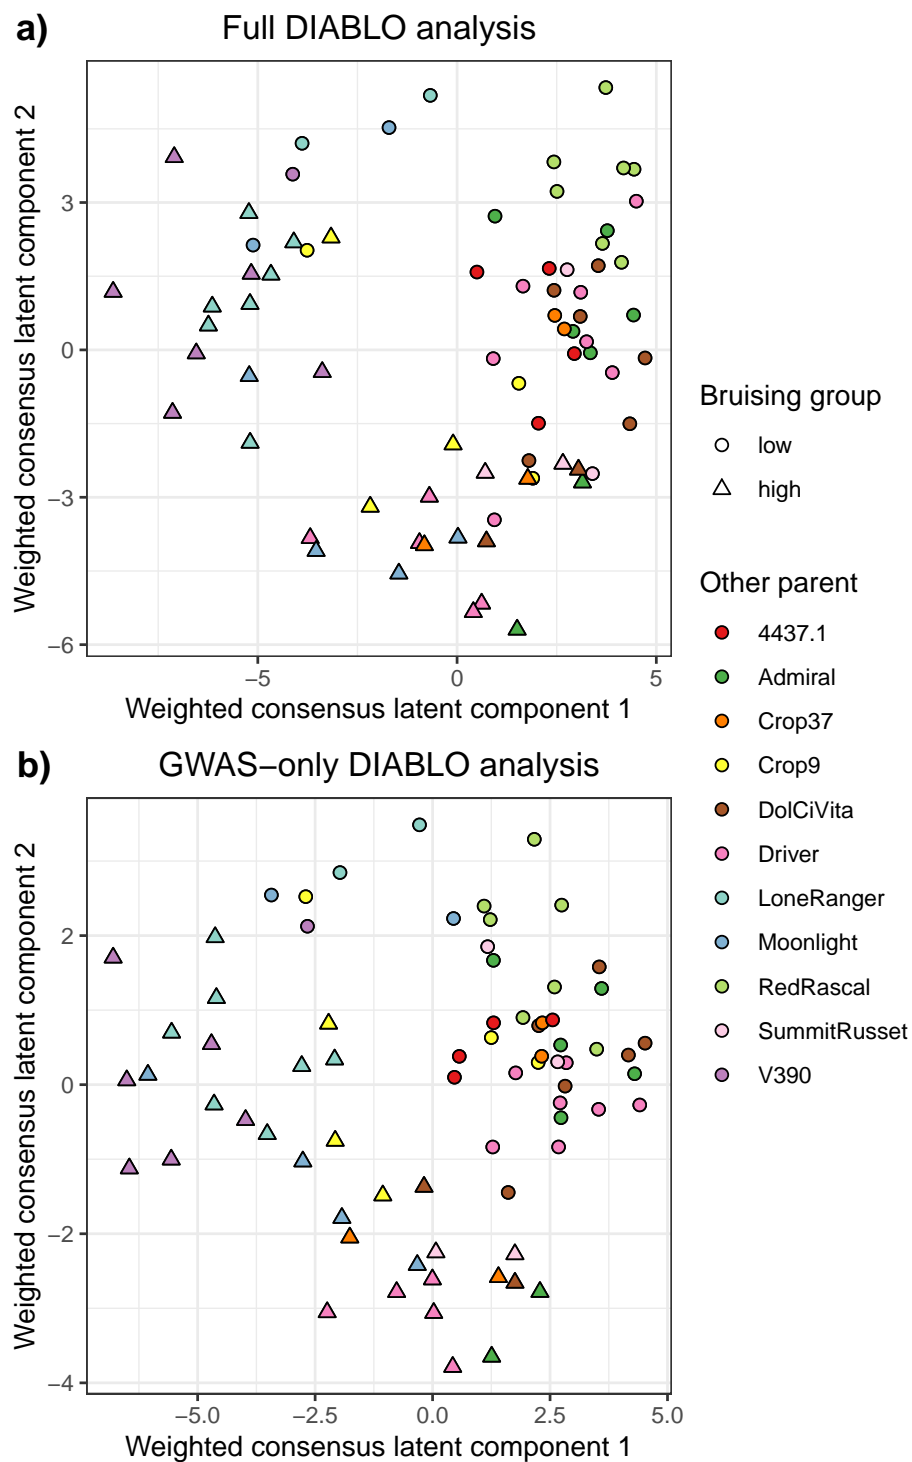 a)
Full DIABLO analysis
Weighted consensus latent component 2
3
0
−3
−6
−5
0
5
Weighted consensus latent component 1
Bruising group
low
high
Other parent
4437.1
Admiral
Crop37
Crop9
DolCiVita
Driver
LoneRanger
Moonlight
RedRascal
SummitRusset
V390
b)
GWAS−only DIABLO analysis
Weighted consensus latent component 2
2
0
−2
−4
−5.0
−2.5
0.0
2.5
5.0
Weighted consensus latent component 1